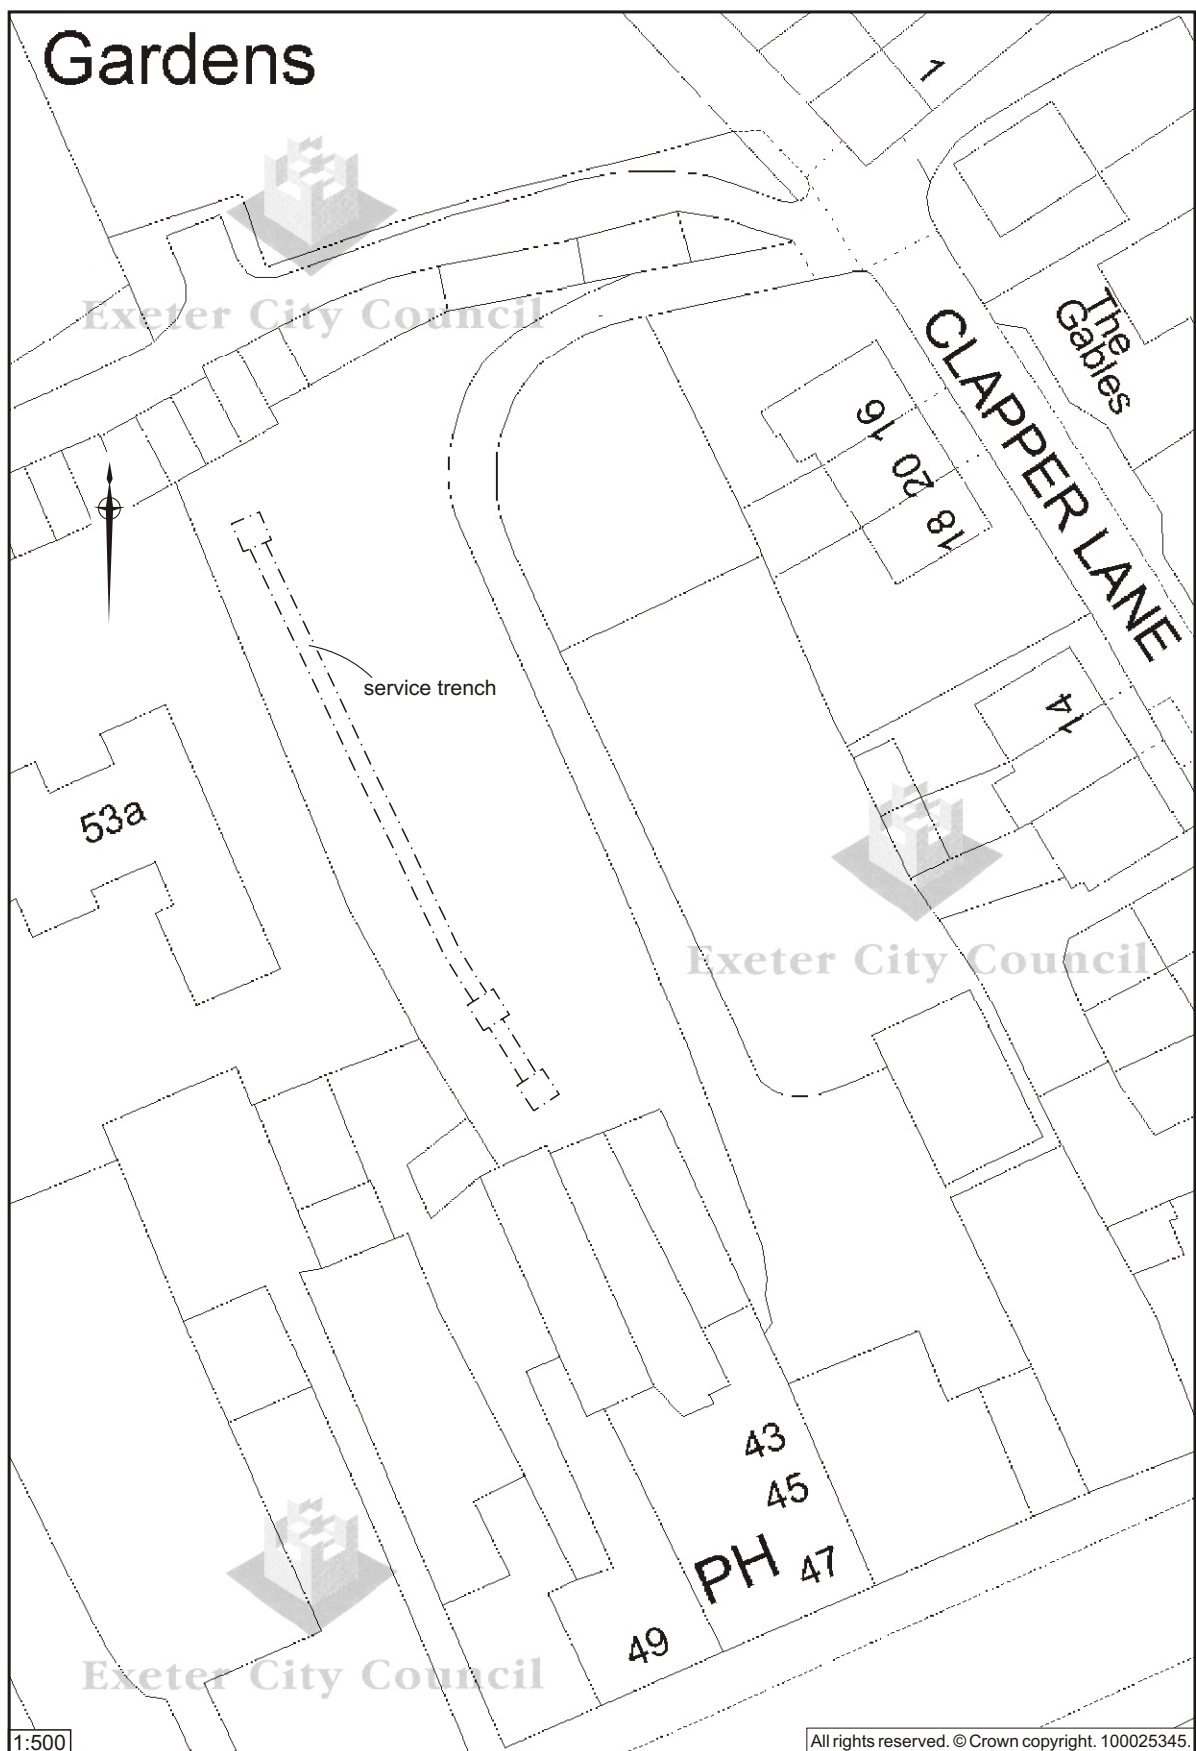 Gardens
1
Exeter City Council
The
Gables
CLAPPER LANE
16
20
18
service trench
14
53a
Exeter City Council
43
45
PH
47
49
Exeter City Council
1:500
All rights reserved. © Crown copyright. 100025345.